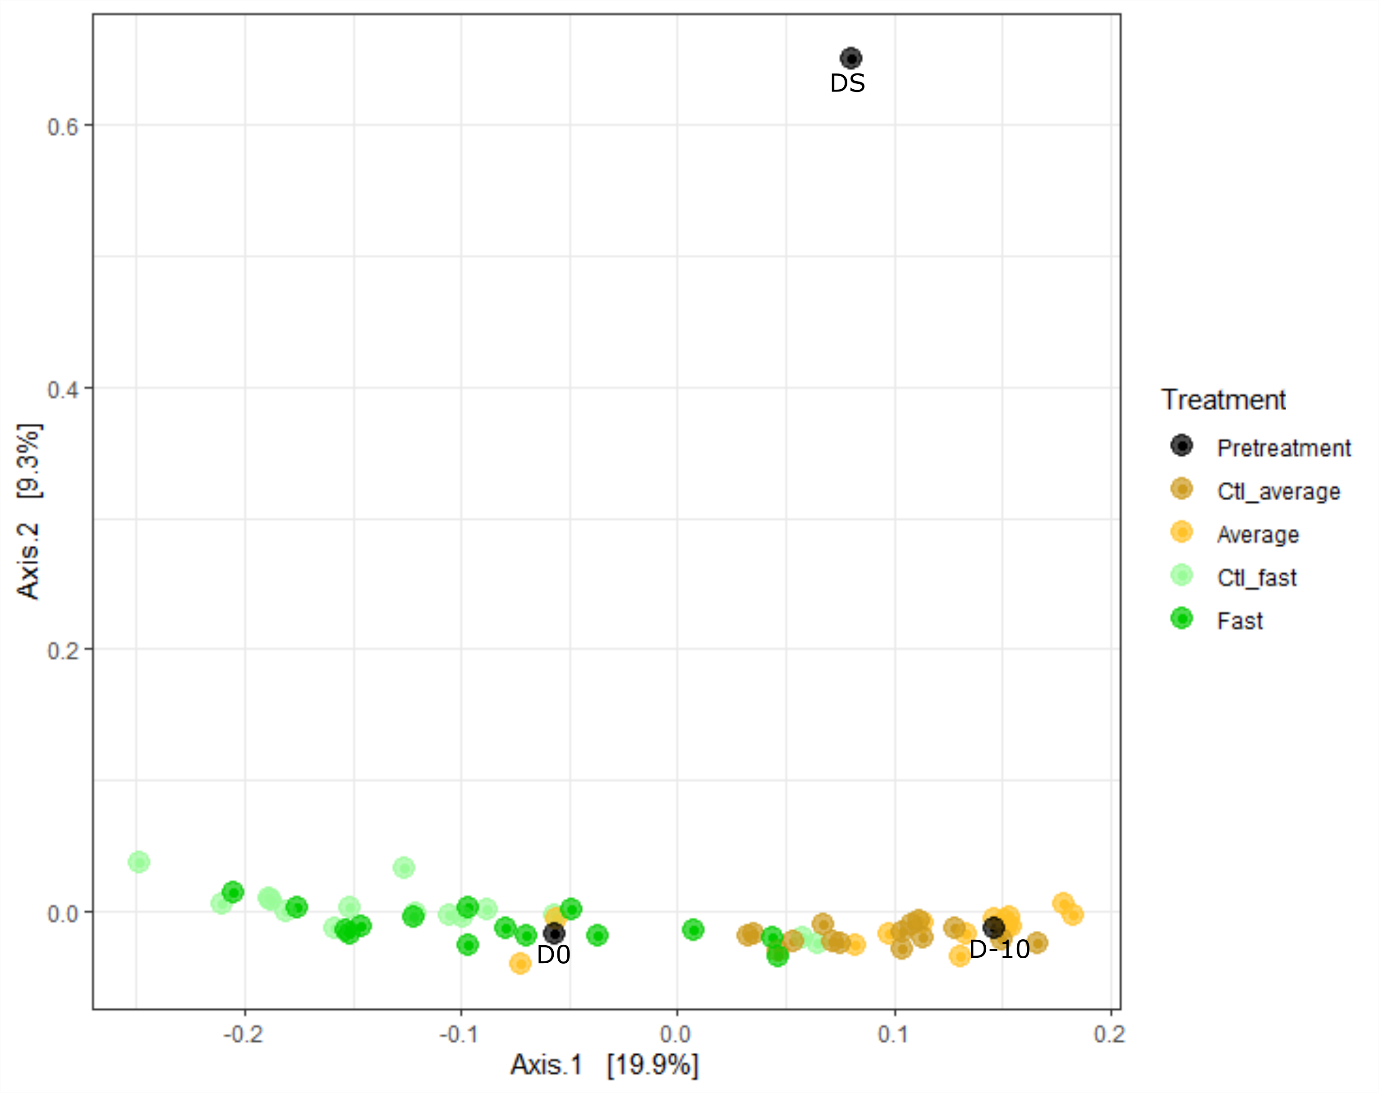 DS
0.6
0.4
0.2
0.0
D0
D-10
-0.2
-0.1
0.0
0.1
0.2
Axis.1 [19.9%]
Axis.2 [9.3%]
Treatment
Pretreatment
Ctl_average
Average
Ctl_fast
Fast